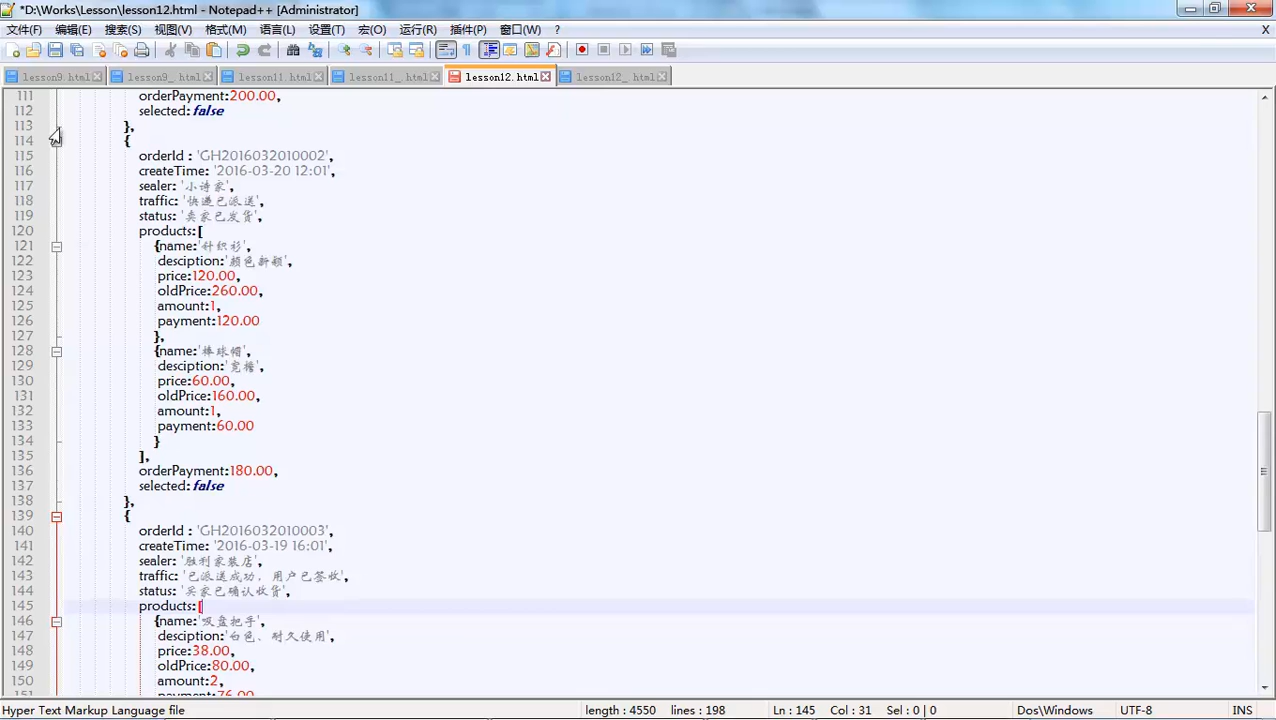 *D:\Works\Lesson\lesson12.html - Notepad++ [Administrator]
文件(F) 编辑(E) 搜索(S) 视图(V) 格式(M) 语言(L) 设置(T) 宏(O) 运行(R) 插件(P) 窗口(W) ? X
lesson9.html lesson9_.html lesson11.html lesson11_.html lesson12.html lesson12_.html
111 orderPayment:200.00,
112 selected:false
113 },
114 {
115 orderId : 'GH2016032010002',
116 createTime: '2016-03-20 12:01',
117 sealer: '小诗家',
118 traffic: '快递已派送',
119 status: '卖家已发货',
120 products:[
121 {name:'针织衫',
122 desciption:'颜色新颖',
123 price:120.00,
124 oldPrice:260.00,
125 amount:1,
126 payment:120.00
127 },
128 {name:'棒球帽',
129 desciption:'宽檐',
130 price:60.00,
131 oldPrice:160.00,
132 amount:1,
133 payment:60.00
134 }
135 ],
136 orderPayment:180.00,
137 selected:false
138 },
139 {
140 orderId : 'GH2016032010003',
141 createTime: '2016-03-19 16:01',
142 sealer: '胜利家装店',
143 traffic: '已派送成功，用户已签收',
144 status: '买家已确认收货',
145 products:[
146 {name:'吸盘把手',
147 desciption:'白色、耐久使用',
148 price:38.00,
149 oldPrice:80.00,
150 amount:2,
151 payment:76.00
Hyper Text Markup Language file length : 4550 lines : 198 Ln : 145 Col : 31 Sel : 0 | 0 Dos\Windows UTF-8 INS